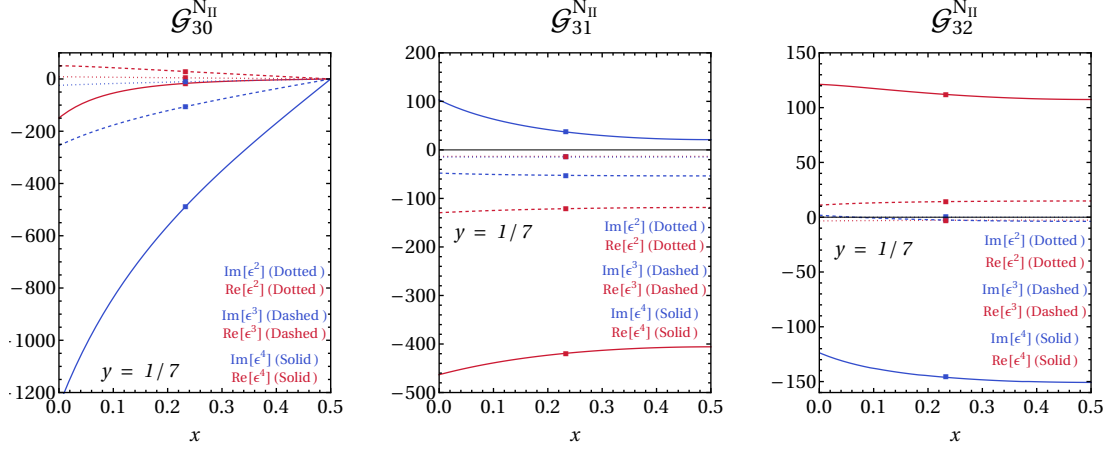 𝒢₃₀^{N_II}
0
−200
−400
−600
−800
-1000
-1200
0.0 0.1 0.2 0.3 0.4 0.5
x
y = 1/7
Im[ϵ²] (Dotted )
Re[ϵ²] (Dotted )
Im[ϵ³] (Dashed )
Re[ϵ³] (Dashed )
Im[ϵ⁴] (Solid )
Re[ϵ⁴] (Solid )
𝒢₃₁^{N_II}
200
100
0
−100
−200
−300
−400
−500
0.0 0.1 0.2 0.3 0.4 0.5
x
y = 1/7
Im[ϵ²] (Dotted )
Re[ϵ²] (Dotted )
Im[ϵ³] (Dashed )
Re[ϵ³] (Dashed )
Im[ϵ⁴] (Solid )
Re[ϵ⁴] (Solid )
𝒢₃₂^{N_II}
150
100
50
0
−50
−100
−150
0.0 0.1 0.2 0.3 0.4 0.5
x
y = 1/7
Im[ϵ²] (Dotted )
Re[ϵ²] (Dotted )
Im[ϵ³] (Dashed )
Re[ϵ³] (Dashed )
Im[ϵ⁴] (Solid )
Re[ϵ⁴] (Solid )